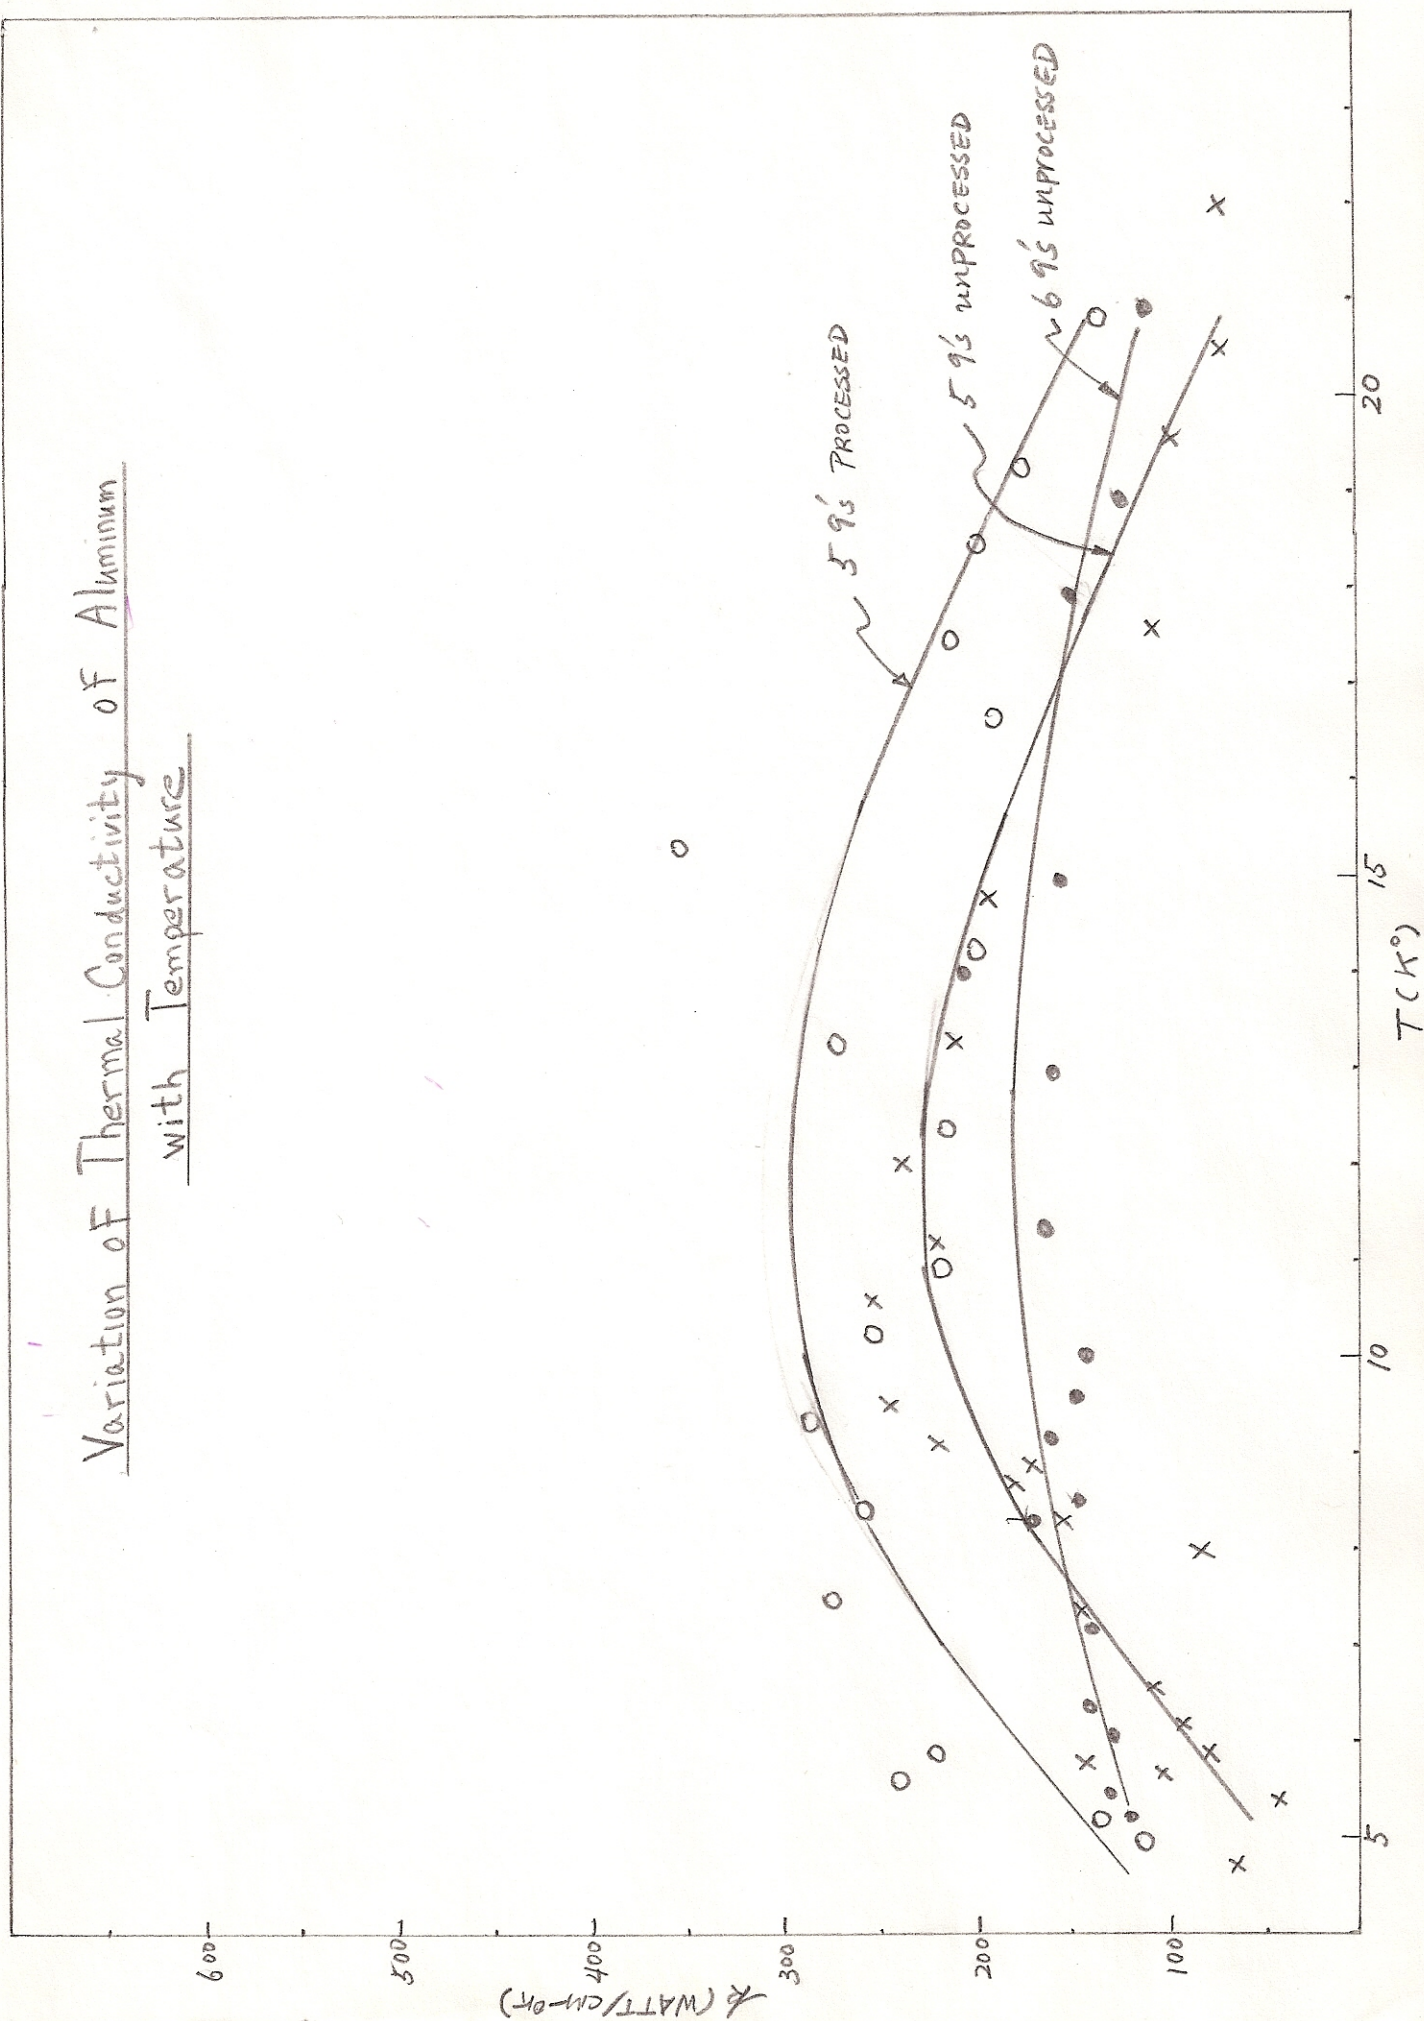 Variation of Thermal Conductivity of Aluminum
with Temperature
5 9's PROCESSED
5 9's unPROCESSED
6 9's unPROCESSED
600
500
400
300
200
100
k (WATT/CM-°K)
5
10
15
20
T (K°)